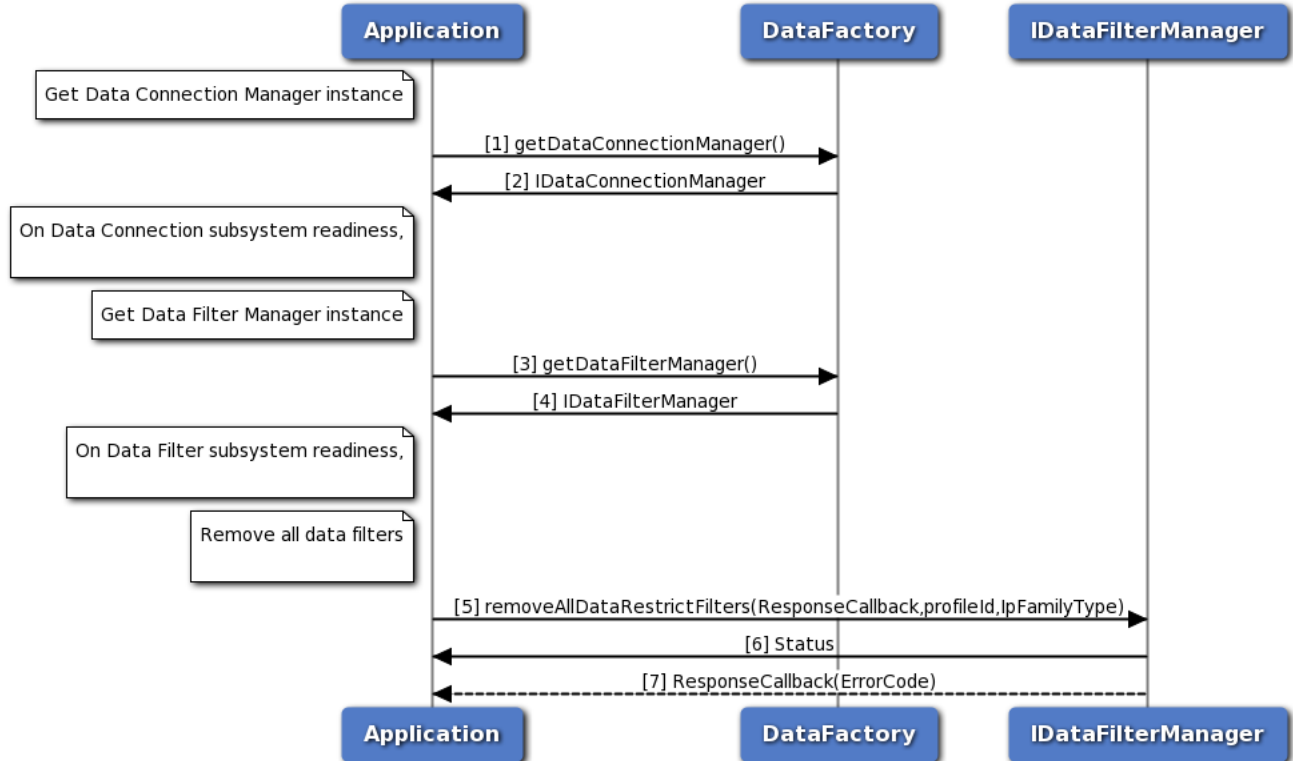 Application
DataFactory
IDataFilterManager
Get Data Connection Manager instance
[1] getDataConnectionManager()
[2] IDataConnectionManager
On Data Connection subsystem readiness,
Get Data Filter Manager instance
[3] getDataFilterManager()
[4] IDataFilterManager
On Data Filter subsystem readiness,
Remove all data filters
[5] removeAllDataRestrictFilters(ResponseCallback,profileId,IpFamilyType)
[6] Status
[7] ResponseCallback(ErrorCode)
Application
DataFactory
IDataFilterManager